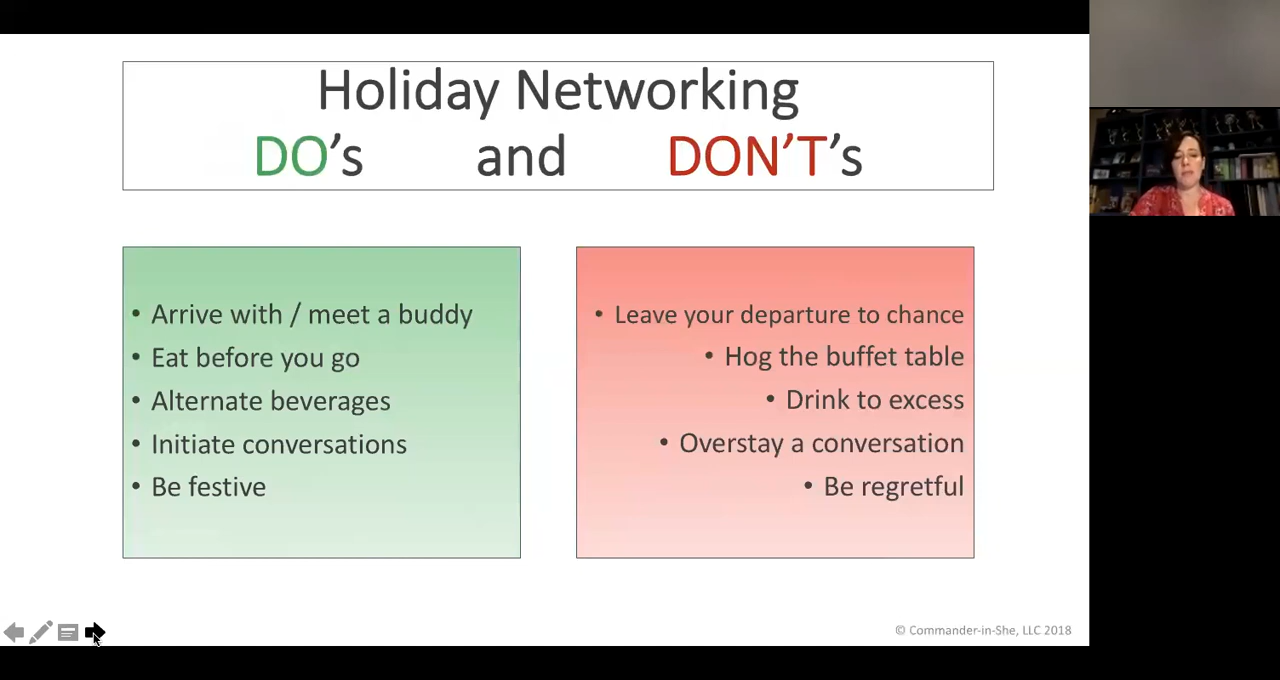 Holiday Networking
DO’s and DON’T’s
• Arrive with / meet a buddy
• Eat before you go
• Alternate beverages
• Initiate conversations
• Be festive
• Leave your departure to chance
• Hog the buffet table
• Drink to excess
• Overstay a conversation
• Be regretful
© Commander-in-She, LLC 2018